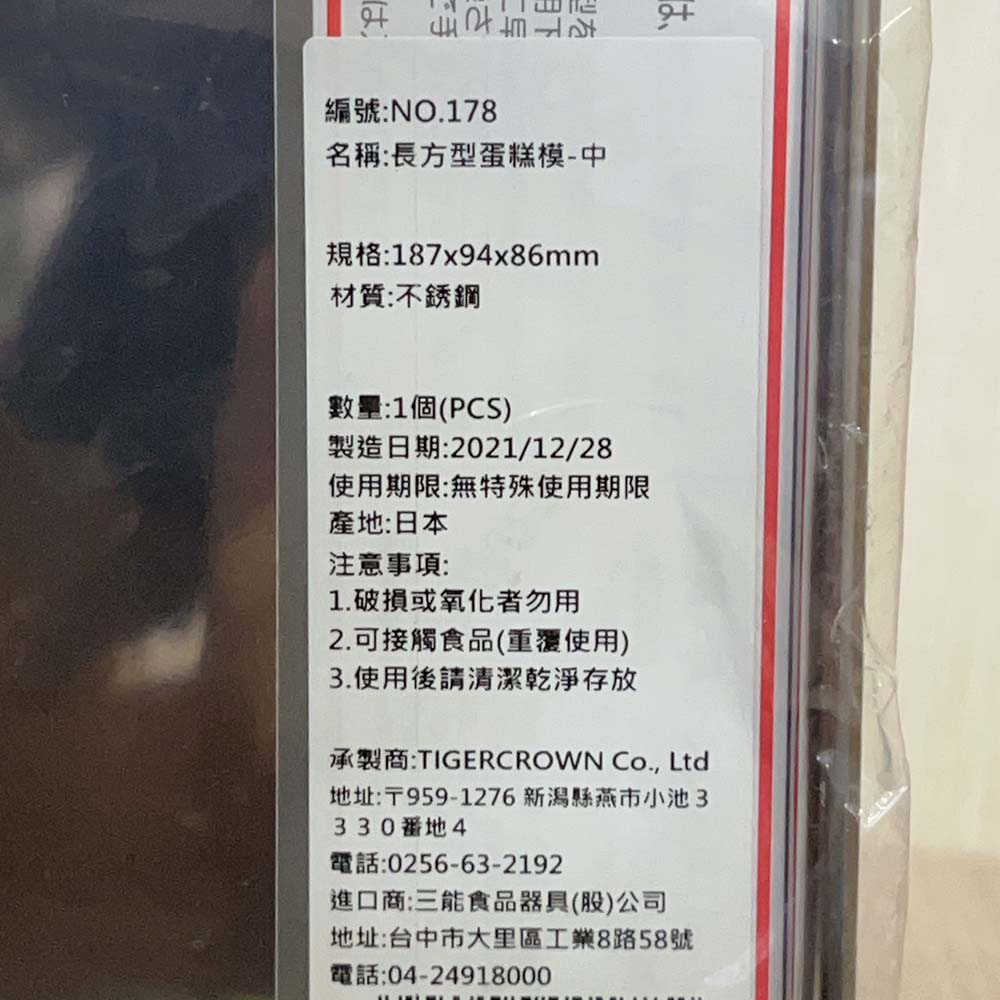 編號:NO.178
名稱:長方型蛋糕模-中
規格:187x94x86mm
材質:不銹鋼
數量:1個(PCS)
製造日期:2021/12/28
使用期限:無特殊使用期限
產地:日本
注意事項:
1.破損或氧化者勿用
2.可接觸食品(重覆使用)
3.使用後請清潔乾淨存放
承製商:TIGERCROWN Co., Ltd
地址:〒959-1276 新潟縣燕市小池３
３３０番地４
電話:0256-63-2192
進口商:三能食品器具(股)公司
地址:台中市大里區工業8路58號
電話:04-24918000